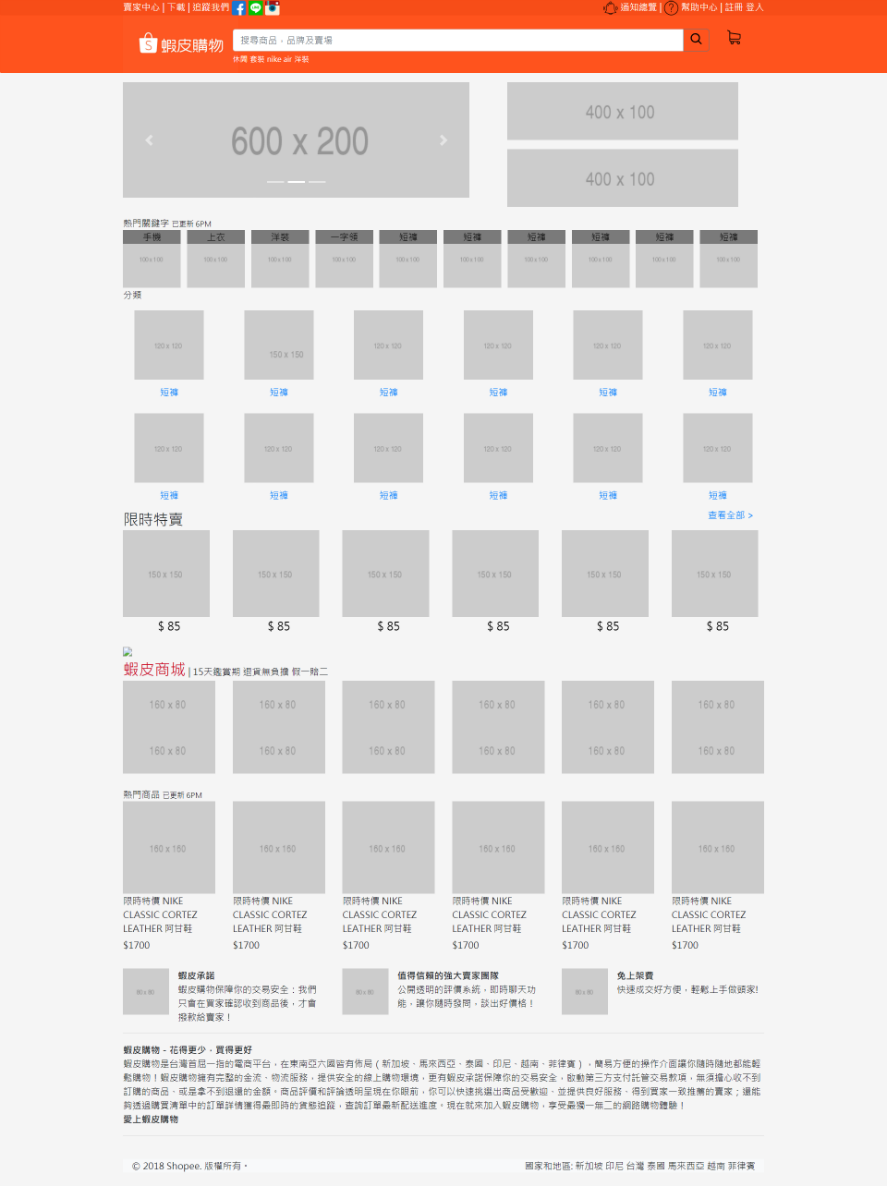 賣家中心 | 下載 | 追蹤我們
通知總覽 | 幫助中心 | 註冊 登入
蝦皮購物
搜尋商品，品牌及賣場
休閒 套裝 nike air 洋裝
600 x 200
400 x 100
400 x 100
熱門關鍵字 已更新 6PM
手機 上衣 洋裝 一字領 短褲 短褲 短褲 短褲 短褲 短褲
100 x 100 100 x 100 100 x 100 100 x 100 100 x 100 100 x 100 100 x 100 100 x 100 100 x 100 100 x 100
分類
120 x 120 150 x 150 120 x 120 120 x 120 120 x 120 120 x 120
短褲 短褲 短褲 短褲 短褲 短褲
120 x 120 120 x 120 120 x 120 120 x 120 120 x 120 120 x 120
短褲 短褲 短褲 短褲 短褲 短褲
限時特賣 查看全部 >
150 x 150 150 x 150 150 x 150 150 x 150 150 x 150 150 x 150
$ 85 $ 85 $ 85 $ 85 $ 85 $ 85
蝦皮商城 | 15天鑑賞期 退貨無負擔 假一賠二
160 x 80 160 x 80 160 x 80 160 x 80 160 x 80 160 x 80
160 x 80 160 x 80 160 x 80 160 x 80 160 x 80 160 x 80
熱門商品 已更新 6PM
160 x 160 160 x 160 160 x 160 160 x 160 160 x 160 160 x 160
限時特價 NIKE 限時特價 NIKE 限時特價 NIKE 限時特價 NIKE 限時特價 NIKE 限時特價 NIKE
CLASSIC CORTEZ CLASSIC CORTEZ CLASSIC CORTEZ CLASSIC CORTEZ CLASSIC CORTEZ CLASSIC CORTEZ
LEATHER 阿甘鞋 LEATHER 阿甘鞋 LEATHER 阿甘鞋 LEATHER 阿甘鞋 LEATHER 阿甘鞋 LEATHER 阿甘鞋
$1700 $1700 $1700 $1700 $1700 $1700
80 x 80
蝦皮承諾
蝦皮購物保障你的交易安全：我們
只會在買家確認收到商品後，才會
撥款給賣家！
80 x 80
值得信賴的強大賣家團隊
公開透明的評價系統，即時聊天功
能，讓你隨時發問，談出好價格！
80 x 80
免上架費
快速成交好方便，輕鬆上手做頭家!
蝦皮購物 - 花得更少、買得更好
蝦皮購物是台灣首屈一指的電商平台，在東南亞六國皆有佈局（新加坡、馬來西亞、泰國、印尼、越南、菲律賓），簡易方便的操作介面讓你隨時隨地都能輕
鬆購物！蝦皮購物擁有完整的金流、物流服務，提供安全的線上購物環境，更有蝦皮承諾保障你的交易安全，啟動第三方支付託管交易款項，無須擔心收不到
訂購的商品、或是拿不到退還的金額。商品評價和評論透明呈現在你眼前，你可以快速挑選出商品受歡迎、並提供良好服務、得到買家一致推薦的賣家；還能
夠透過購買清單中的訂單詳情獲得最即時的貨態追蹤，查詢訂單最新配送進度。現在就來加入蝦皮購物，享受最獨一無二的網路購物體驗！
愛上蝦皮購物
© 2018 Shopee. 版權所有。
國家和地區: 新加坡 印尼 台灣 泰國 馬來西亞 越南 菲律賓